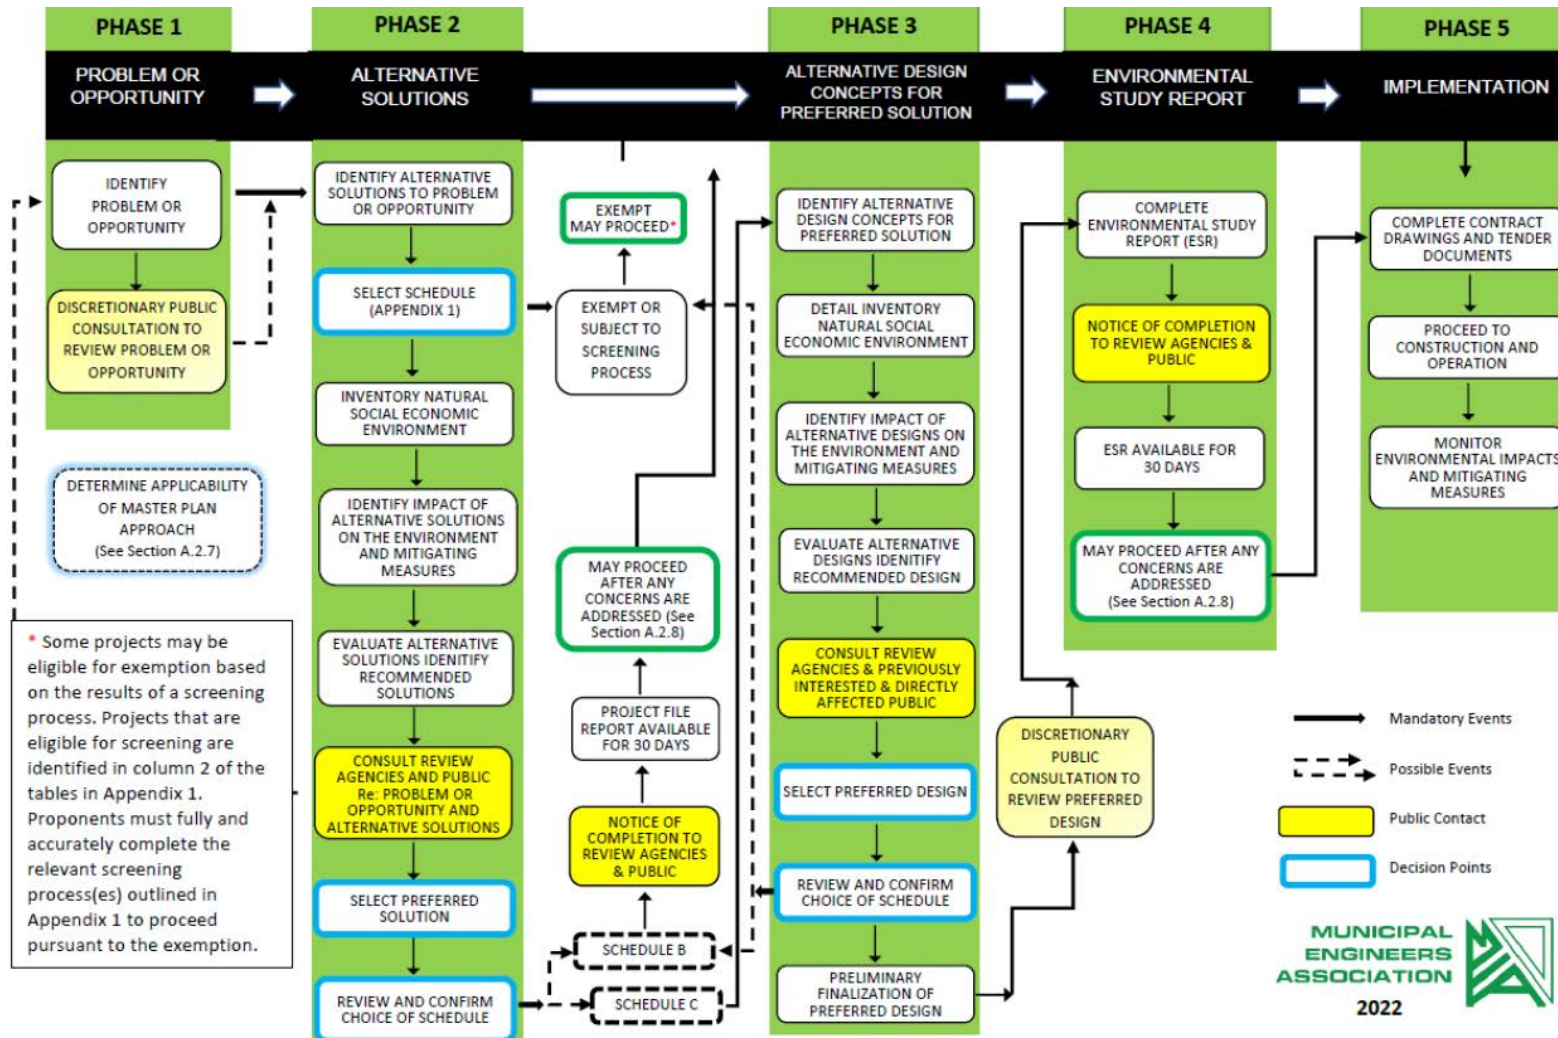 PHASE 1
PROBLEM OR
OPPORTUNITY
IDENTIFY
PROBLEM OR
OPPORTUNITY
DISCRETIONARY PUBLIC
CONSULTATION TO
REVIEW PROBLEM OR
OPPORTUNITY
DETERMINE APPLICABILITY
OF MASTER PLAN
APPROACH
(See Section A.2.7)
* Some projects may be
eligible for exemption based
on the results of a screening
process. Projects that are
eligible for screening are
identified in column 2 of the
tables in Appendix 1.
Proponents must fully and
accurately complete the
relevant screening
process(es) outlined in
Appendix 1 to proceed
pursuant to the exemption.
PHASE 2
ALTERNATIVE
SOLUTIONS
IDENTIFY ALTERNATIVE
SOLUTIONS TO PROBLEM
OR OPPORTUNITY
SELECT SCHEDULE
(APPENDIX 1)
INVENTORY NATURAL
SOCIAL ECONOMIC
ENVIRONMENT
IDENTIFY IMPACT OF
ALTERNATIVE SOLUTIONS
ON THE ENVIRONMENT
AND MITIGATING
MEASURES
EVALUATE ALTERNATIVE
SOLUTIONS IDENITIFY
RECOMMENDED
SOLUTIONS
CONSULT REVIEW
AGENCIES AND PUBLIC
Re: PROBLEM OR
OPPORTUNITY AND
ALTERNATIVE SOLUTIONS
SELECT PREFERRED
SOLUTION
REVIEW AND CONFIRM
CHOICE OF SCHEDULE
EXEMPT
MAY PROCEED*
EXEMPT OR
SUBJECT TO
SCREENING
PROCESS
MAY PROCEED
AFTER ANY
CONCERNS ARE
ADDRESSED (See
Section A.2.8)
PROJECT FILE
REPORT AVAILABLE
FOR 30 DAYS
NOTICE OF
COMPLETION TO
REVIEW AGENCIES
& PUBLIC
SCHEDULE B
SCHEDULE C
PHASE 3
ALTERNATIVE DESIGN
CONCEPTS FOR
PREFERRED SOLUTION
IDENTIFY ALTERNATIVE
DESIGN CONCEPTS FOR
PREFERRED SOLUTION
DETAIL INVENTORY
NATURAL SOCIAL
ECONOMIC ENVIRONMENT
IDENTIFY IMPACT OF
ALTERNATIVE DESIGNS ON
THE ENVIRONMENT AND
MITIGATING MEASURES
EVALUATE ALTERNATIVE
DESIGNS IDENITIFY
RECOMMENDED DESIGN
CONSULT REVIEW
AGENCIES & PREVIOUSLY
INTERESTED & DIRECTLY
AFFECTED PUBLIC
SELECT PREFERRED DESIGN
REVIEW AND CONFIRM
CHOICE OF SCHEDULE
PRELIMINARY
FINALIZATION OF
PREFERRED DESIGN
DISCRETIONARY
PUBLIC
CONSULTATION TO
REVIEW PREFERRED
DESIGN
PHASE 4
ENVIRONMENTAL
STUDY REPORT
COMPLETE
ENVIRONMENTAL STUDY
REPORT (ESR)
NOTICE OF COMPLETION
TO REVIEW AGENCIES &
PUBLIC
ESR AVAILABLE FOR
30 DAYS
MAY PROCEED AFTER ANY
CONCERNS ARE
ADDRESSED
(See Section A.2.8)
PHASE 5
IMPLEMENTATION
COMPLETE CONTRACT
DRAWINGS AND TENDER
DOCUMENTS
PROCEED TO
CONSTRUCTION AND
OPERATION
MONITOR
ENVIRONMENTAL IMPACTS
AND MITIGATING
MEASURES
Mandatory Events
Possible Events
Public Contact
Decision Points
MUNICIPAL
ENGINEERS
ASSOCIATION
2022